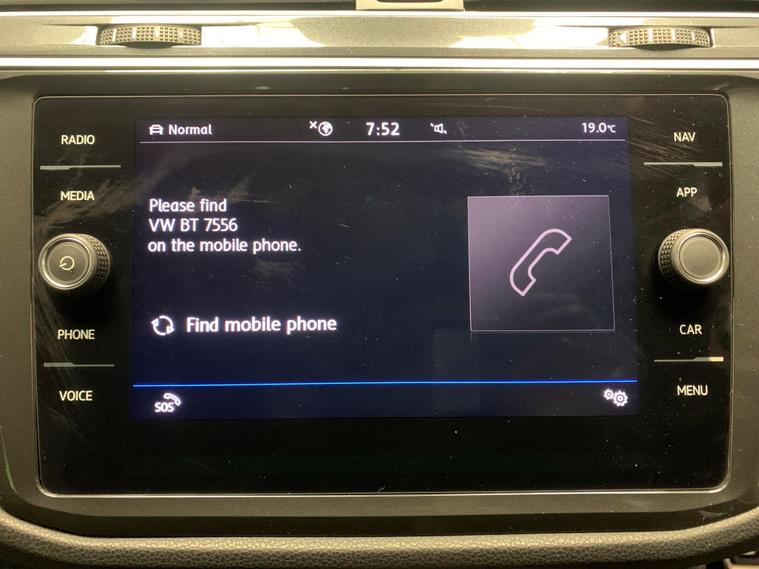 RADIO
MEDIA
PHONE
VOICE
Normal
7:52
19.0°C
Please find
VW BT 7556
on the mobile phone.
Find mobile phone
SOS
NAV
APP
CAR
MENU